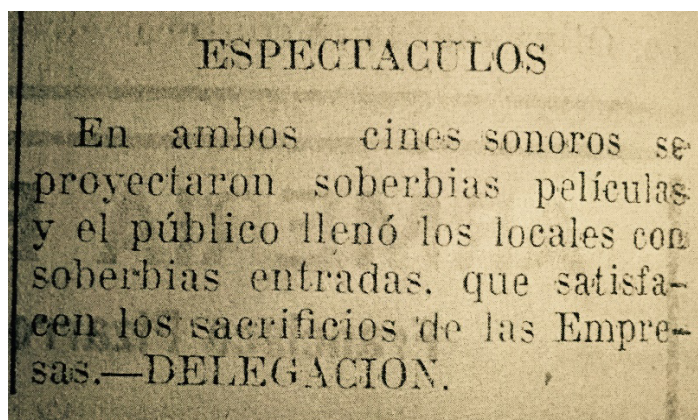 ESPECTACULOS
En ambos cines sonoros se
proyectaron soberbias películas
y el público llenó los locales con
soberbias entradas. que satisfa-
cen los sacrificios de las Empre-
sas.—DELEGACION.